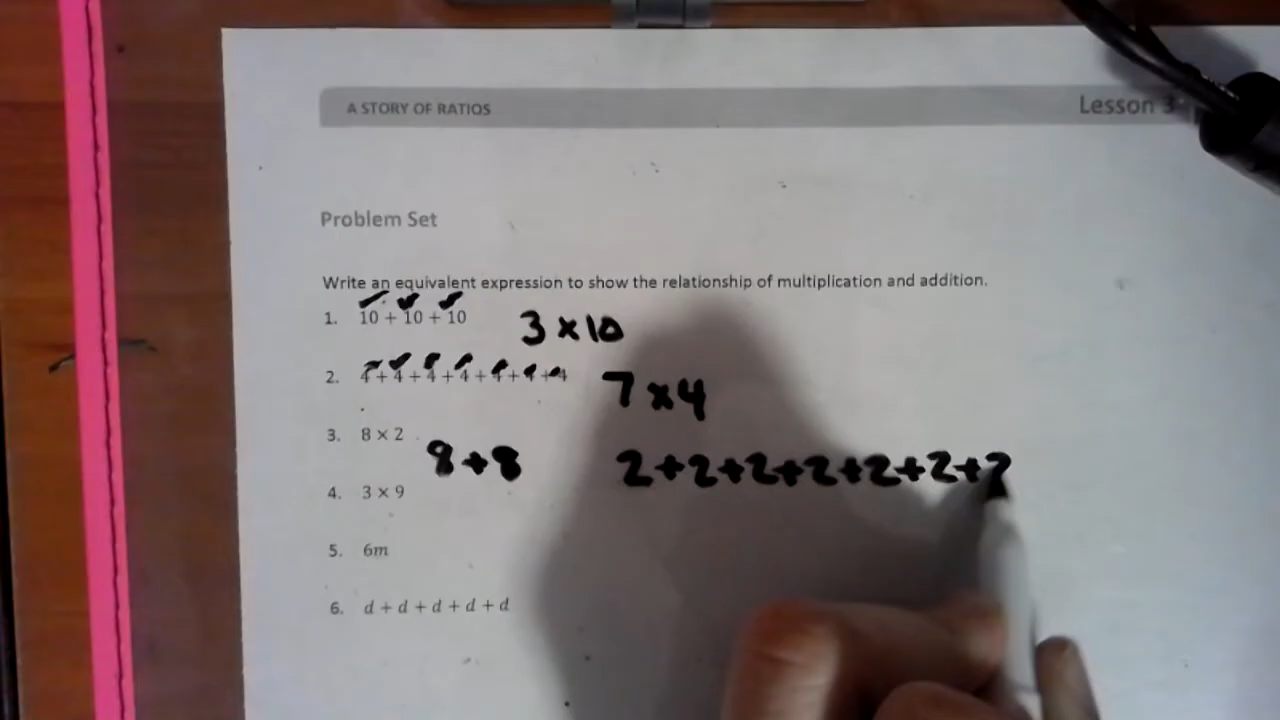 A STORY OF RATIOS Lesson 3
Problem Set
Write an equivalent expression to show the relationship of multiplication and addition.
1. 10 + 10 + 10 3 x 10
2. 4 + 4 + 4 + 4 + 4 + 4 + 4 7 x 4
3. 8 × 2 8+8 2+2+2+2+2+2+2
4. 3 × 9
5. 6m
6. d + d + d + d + d